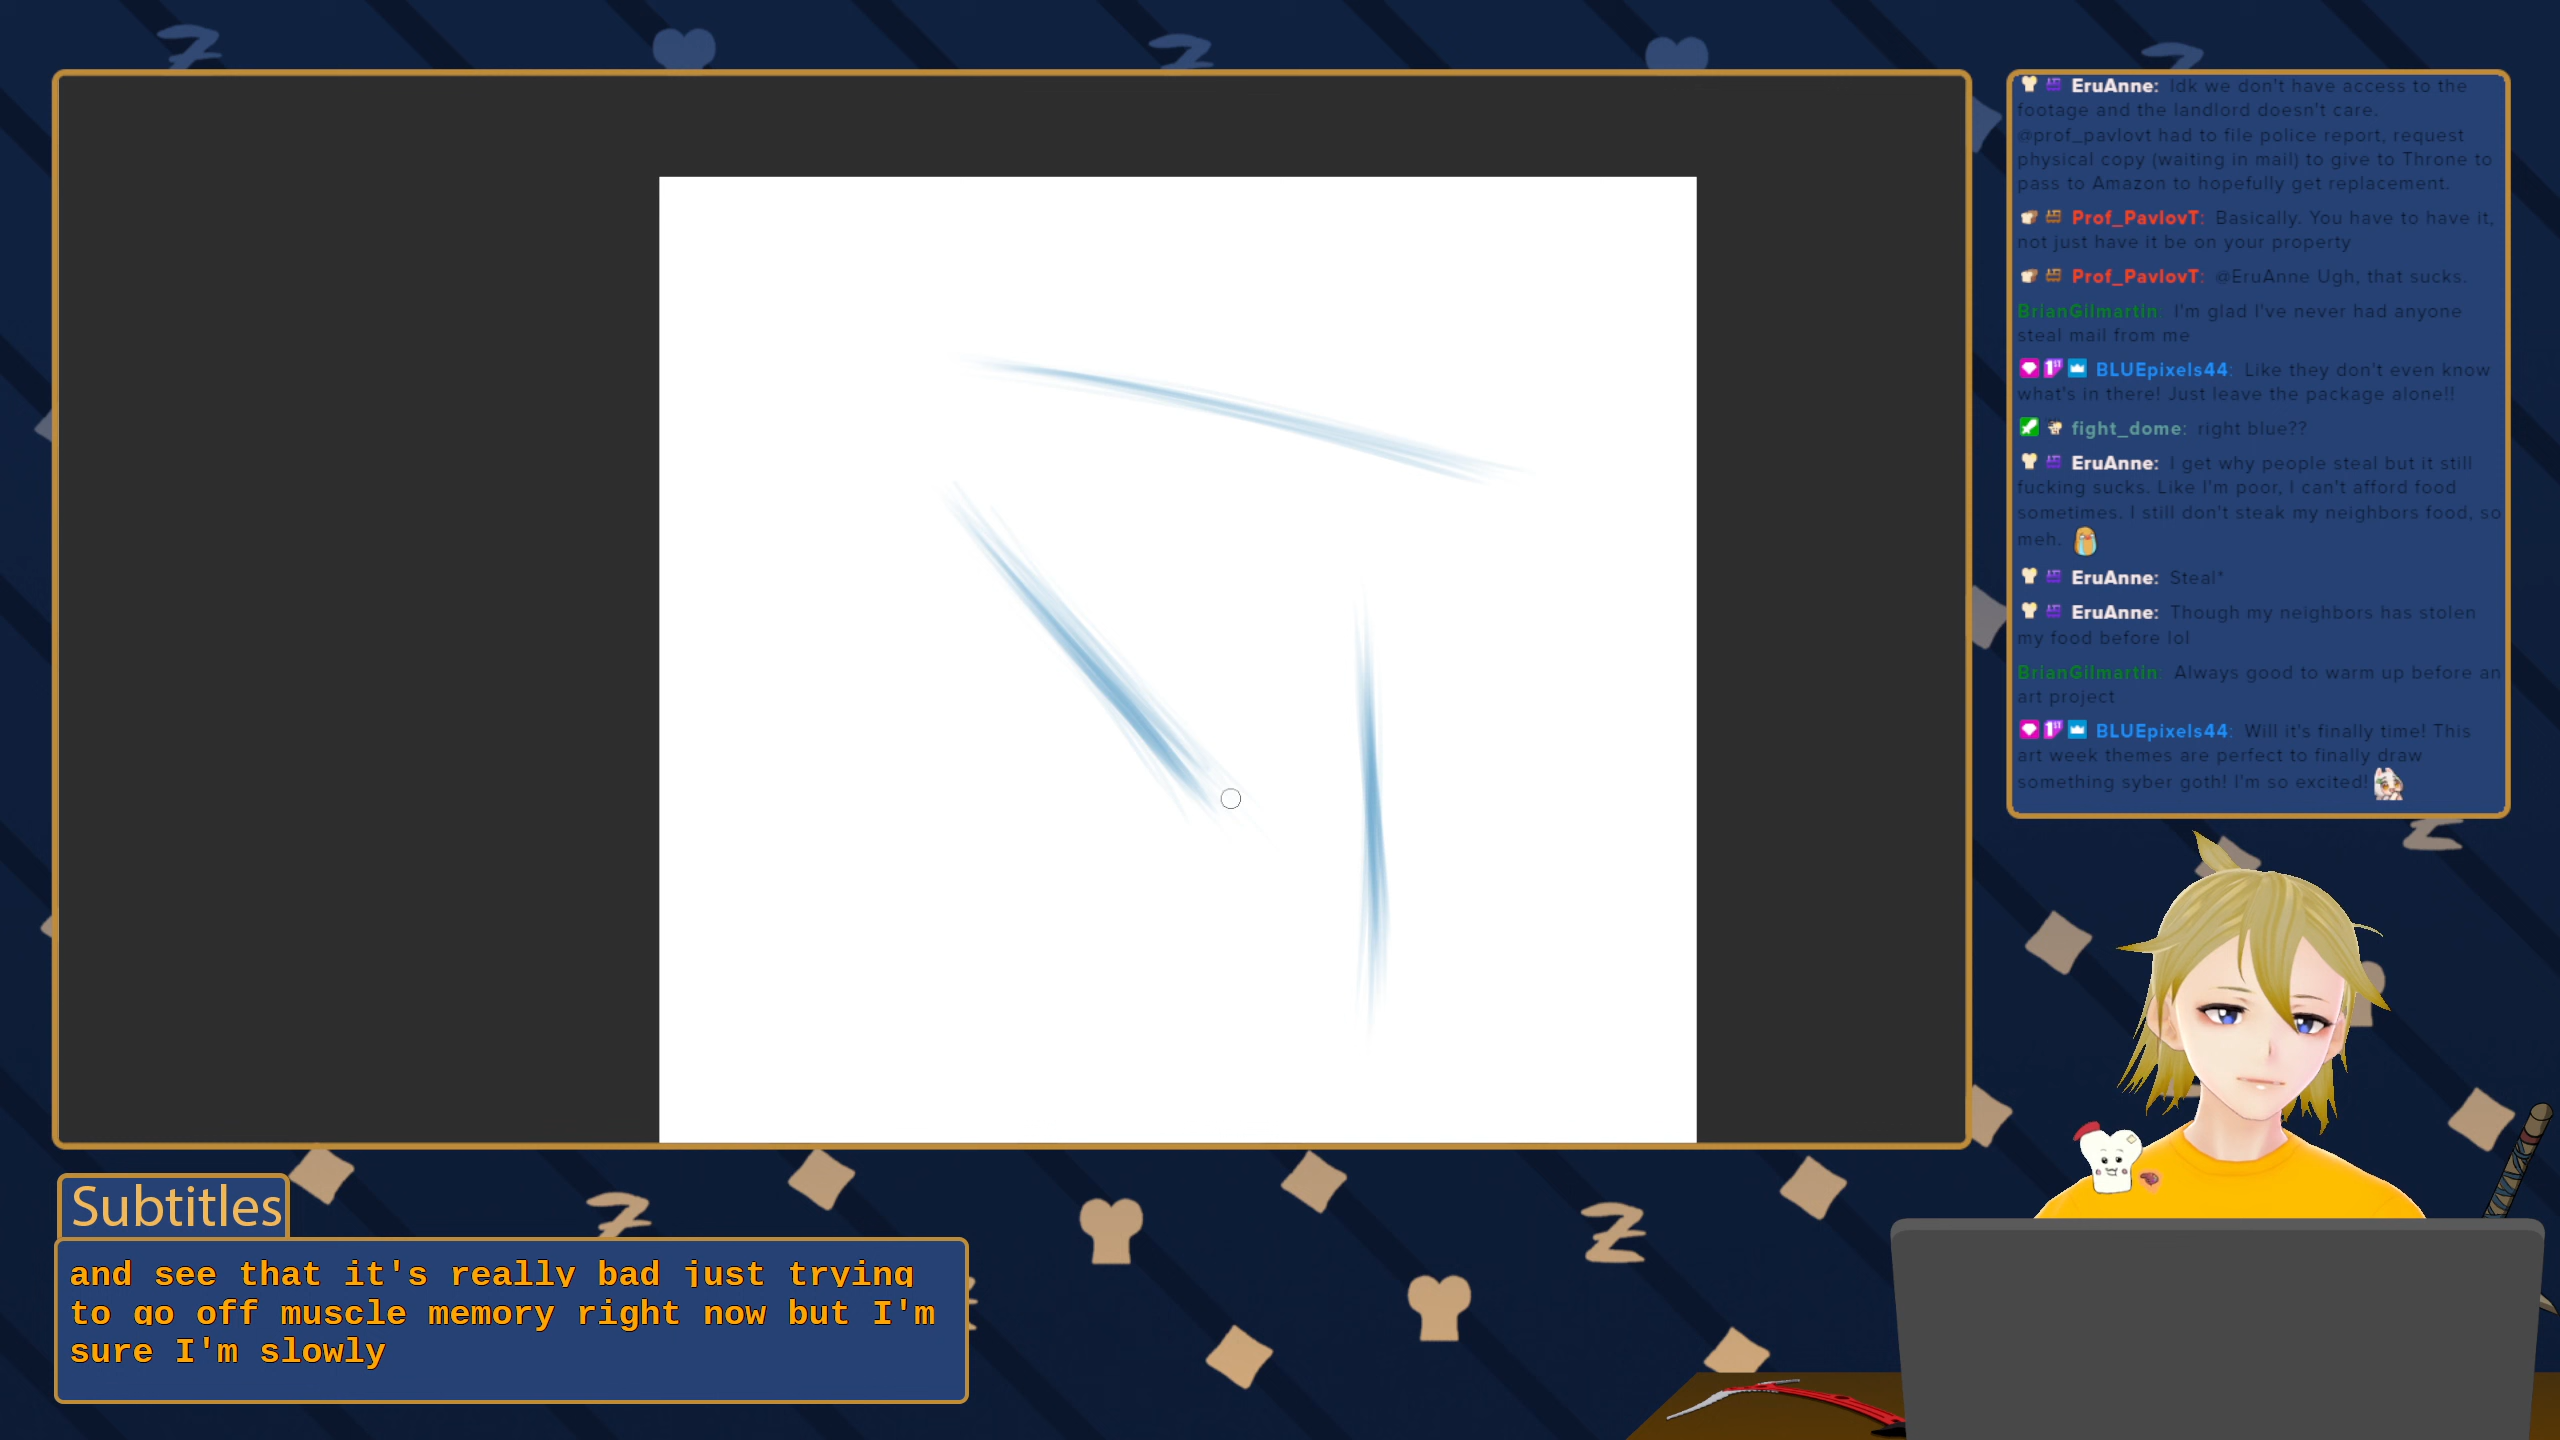 EruAnne: Idk we don't have access to the
footage and the landlord doesn't care.
@prof_pavlovt had to file police report, request
physical copy (waiting in mail) to give to Throne to
pass to Amazon to hopefully get replacement.
Prof_PavlovT: Basically. You have to have it,
not just have it be on your property
Prof_PavlovT: @EruAnne Ugh, that sucks.
BrianGilmartin: I'm glad I've never had anyone
steal mail from me
BLUEpixels44: Like they don't even know
what's in there! Just leave the package alone!!
fight_dome: right blue??
EruAnne: I get why people steal but it still
fucking sucks. Like I'm poor, I can't afford food
sometimes. I still don't steak my neighbors food, so
meh.
EruAnne: Steal*
EruAnne: Though my neighbors has stolen
my food before lol
BrianGilmartin: Always good to warm up before an
art project
BLUEpixels44: Will it's finally time! This
art week themes are perfect to finally draw
something syber goth! I'm so excited!
Subtitles
and see that it's really bad just trying
to go off muscle memory right now but I'm
sure I'm slowly